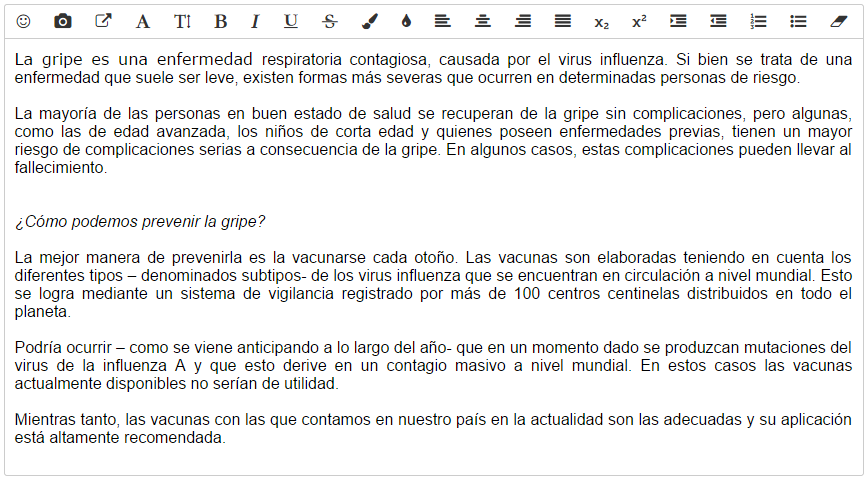 A T B I U S x₂ x²
La gripe es una enfermedad respiratoria contagiosa, causada por el virus influenza. Si bien se trata de una
enfermedad que suele ser leve, existen formas más severas que ocurren en determinadas personas de riesgo.
La mayoría de las personas en buen estado de salud se recuperan de la gripe sin complicaciones, pero algunas,
como las de edad avanzada, los niños de corta edad y quienes poseen enfermedades previas, tienen un mayor
riesgo de complicaciones serias a consecuencia de la gripe. En algunos casos, estas complicaciones pueden llevar al
fallecimiento.
¿Cómo podemos prevenir la gripe?
La mejor manera de prevenirla es la vacunarse cada otoño. Las vacunas son elaboradas teniendo en cuenta los
diferentes tipos – denominados subtipos- de los virus influenza que se encuentran en circulación a nivel mundial. Esto
se logra mediante un sistema de vigilancia registrado por más de 100 centros centinelas distribuidos en todo el
planeta.
Podría ocurrir – como se viene anticipando a lo largo del año- que en un momento dado se produzcan mutaciones del
virus de la influenza A y que esto derive en un contagio masivo a nivel mundial. En estos casos las vacunas
actualmente disponibles no serían de utilidad.
Mientras tanto, las vacunas con las que contamos en nuestro país en la actualidad son las adecuadas y su aplicación
está altamente recomendada.